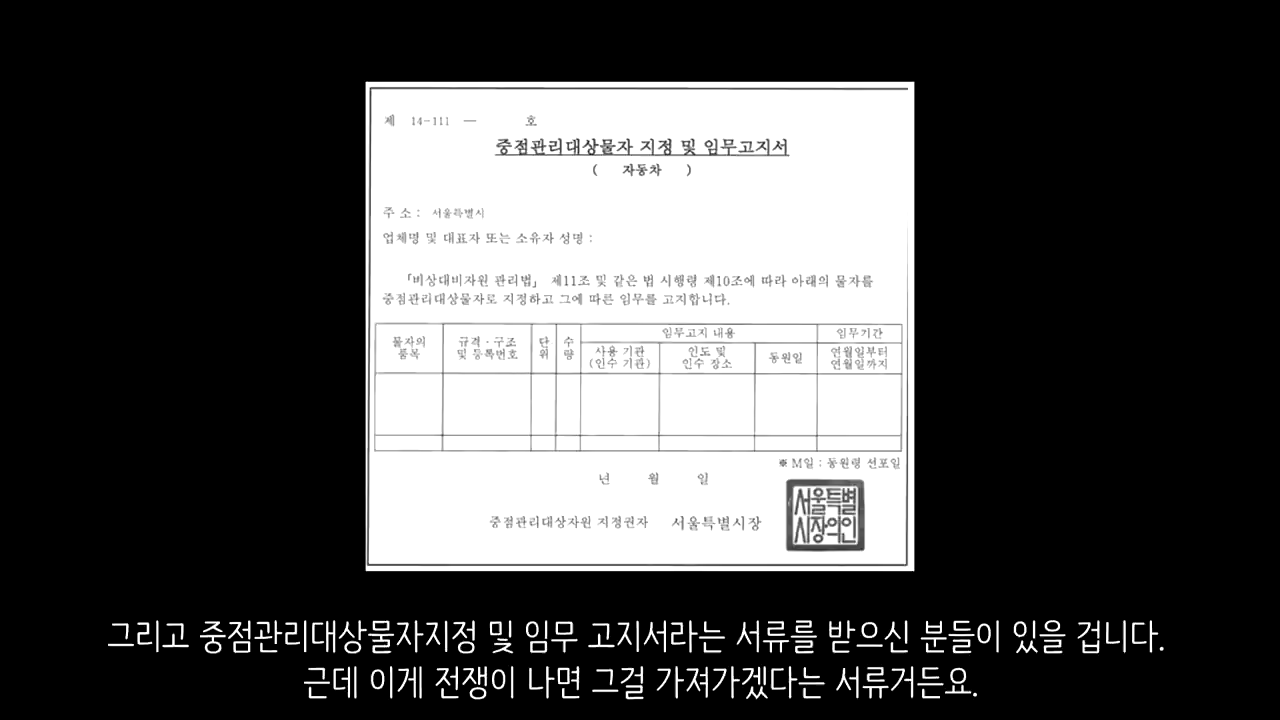 제 14-111 — 호
중점관리대상물자 지정 및 임무고지서
( 자동차 )
주 소 : 서울특별시
업체명 및 대표자 또는 소유자 성명 :
「비상대비자원 관리법」 제11조 및 같은 법 시행령 제10조에 따라 아래의 물자를
중점관리대상물자로 지정하고 그에 따른 임무를 고지합니다.
물자의
품목
규격 · 구조
및 등록번호
단
위
수
량
임무고지 내용
사용 기관
(인수 기관)
인도 및
인수 장소
동원일
임무기간
연월일부터
연월일까지
※ M일 : 동원령 선포일
년 월 일
중점관리대상자원 지정권자 서울특별시장
서울특별
시장의인
그리고 중점관리대상물자지정 및 임무 고지서라는 서류를 받으신 분들이 있을 겁니다.
근데 이게 전쟁이 나면 그걸 가져가겠다는 서류거든요.